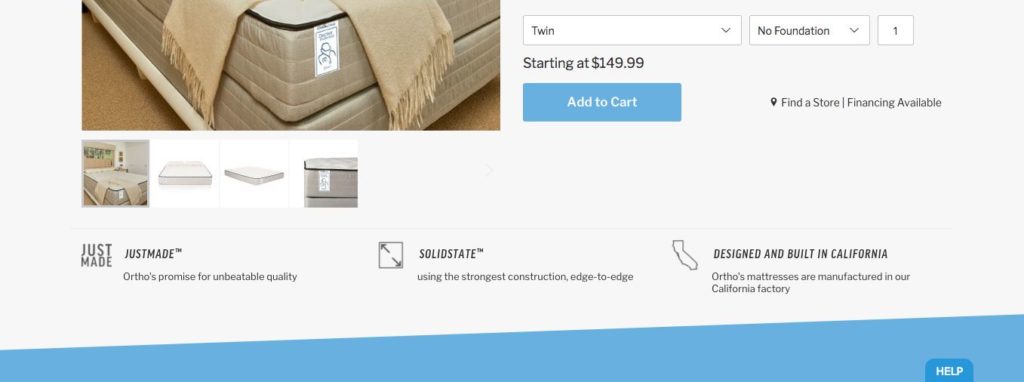 Twin
No Foundation
1
Starting at $149.99
Add to Cart
Find a Store | Financing Available
JUST
MADE
JUSTMADE™
Ortho's promise for unbeatable quality
SOLIDSTATE™
using the strongest construction, edge-to-edge
DESIGNED AND BUILT IN CALIFORNIA
Ortho's mattresses are manufactured in our
California factory
HELP